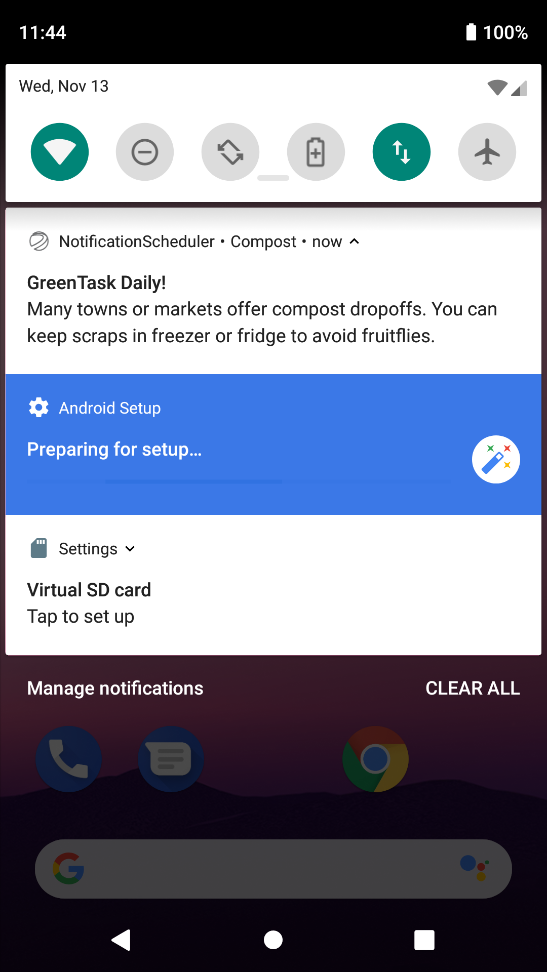 11:44 100%
Wed, Nov 13
NotificationScheduler • Compost • now
GreenTask Daily!
Many towns or markets offer compost dropoffs. You can
keep scraps in freezer or fridge to avoid fruitflies.
Android Setup
Preparing for setup…
Settings
Virtual SD card
Tap to set up
Manage notifications CLEAR ALL